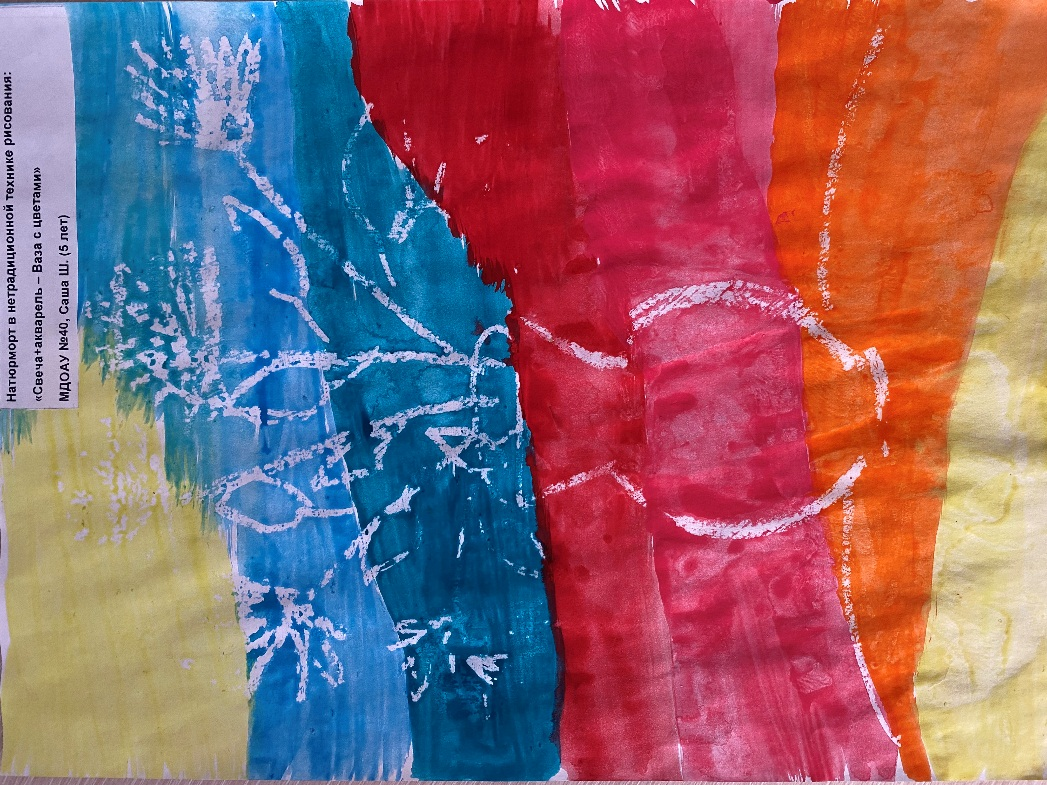 Натюрморт в нетрадиционной технике рисования:
«Свеча+акварель – Ваза с цветами»
МДОАУ №40, Саша Ш. (5 лет)